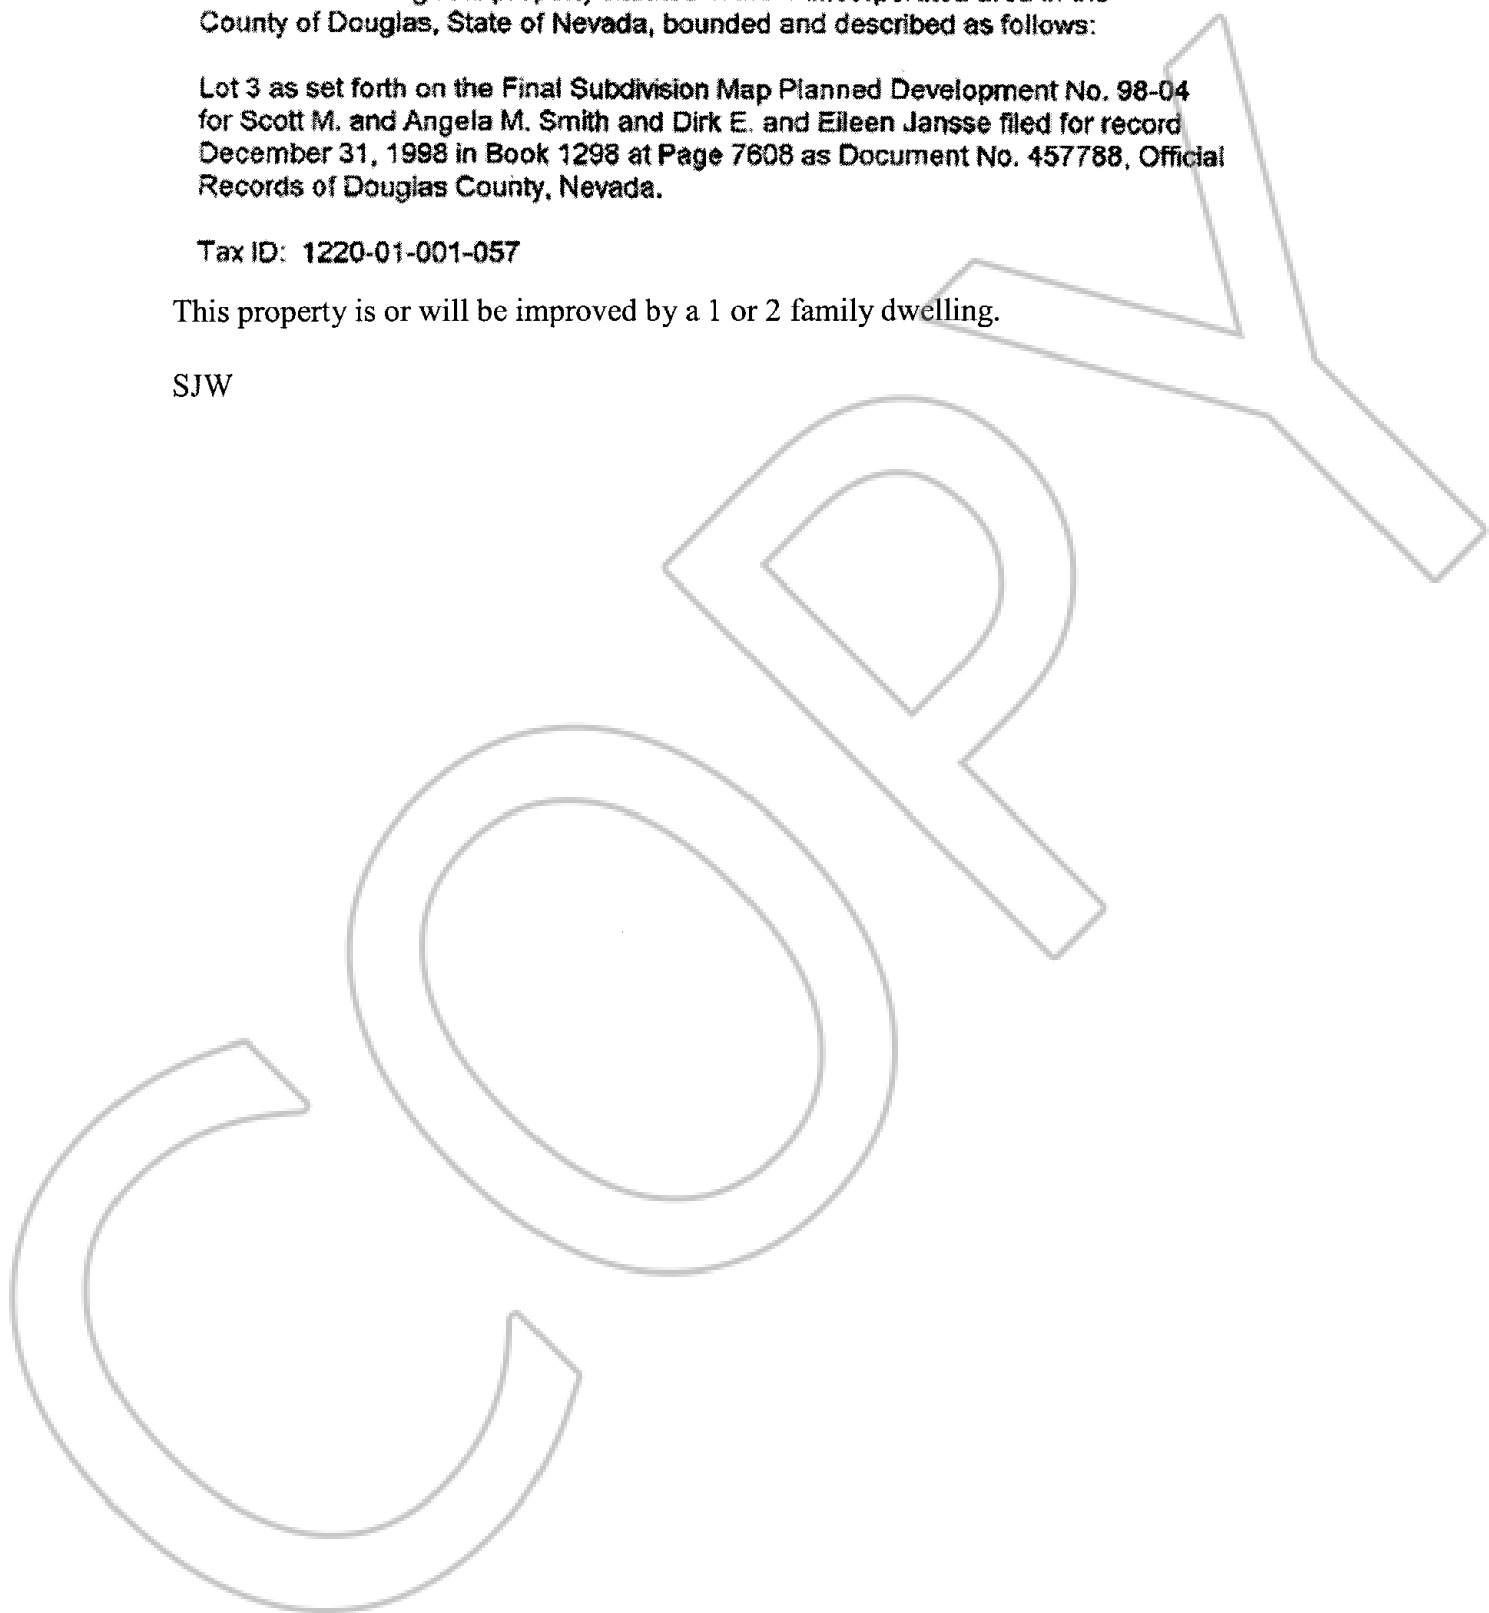 County of Douglas, State of Nevada, bounded and described as follows:
Lot 3 as set forth on the Final Subdivision Map Planned Development No. 98-04
for Scott M. and Angela M. Smith and Dirk E. and Eileen Jansse filed for record
December 31, 1998 in Book 1298 at Page 7608 as Document No. 457788, Official
Records of Douglas County, Nevada.
Tax ID: 1220-01-001-057
This property is or will be improved by a 1 or 2 family dwelling.
SJW
COPY